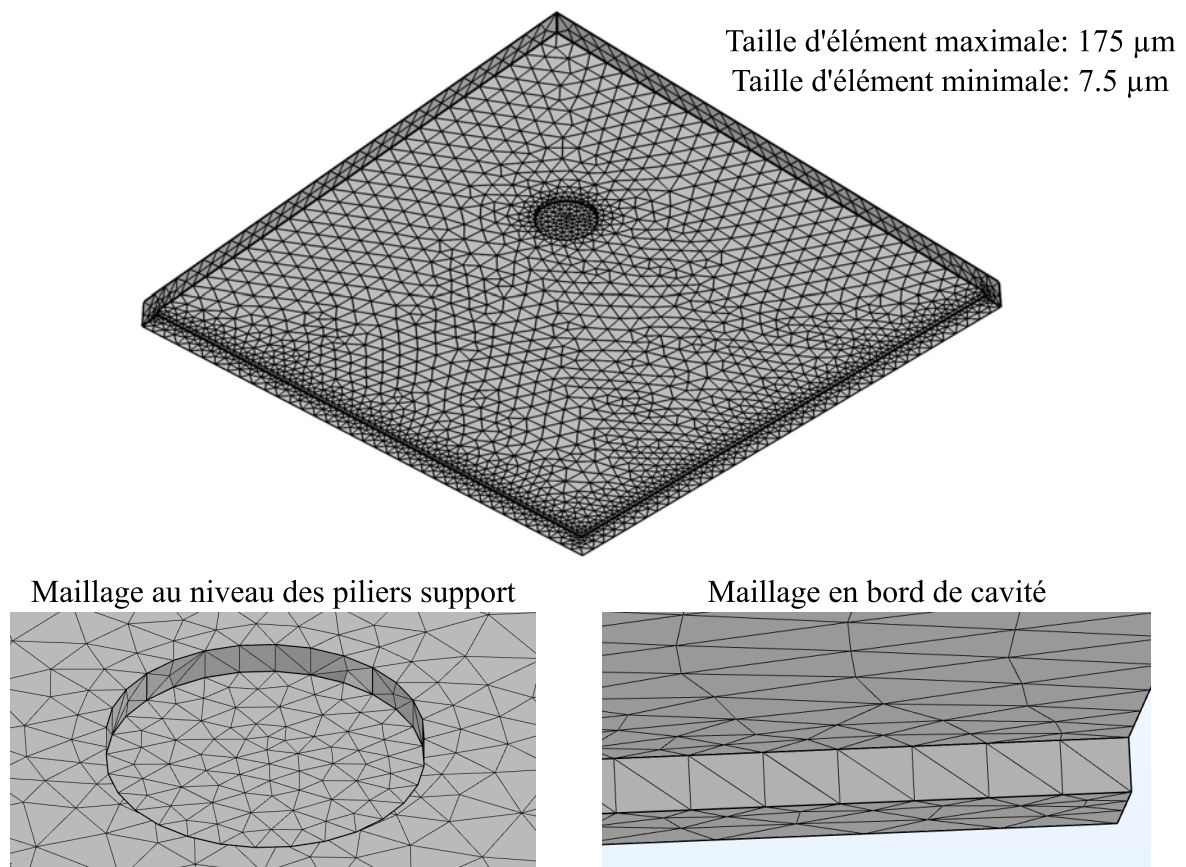 Taille d'élément maximale: 175 µm
Taille d'élément minimale: 7.5 µm
Maillage au niveau des piliers support
Maillage en bord de cavité